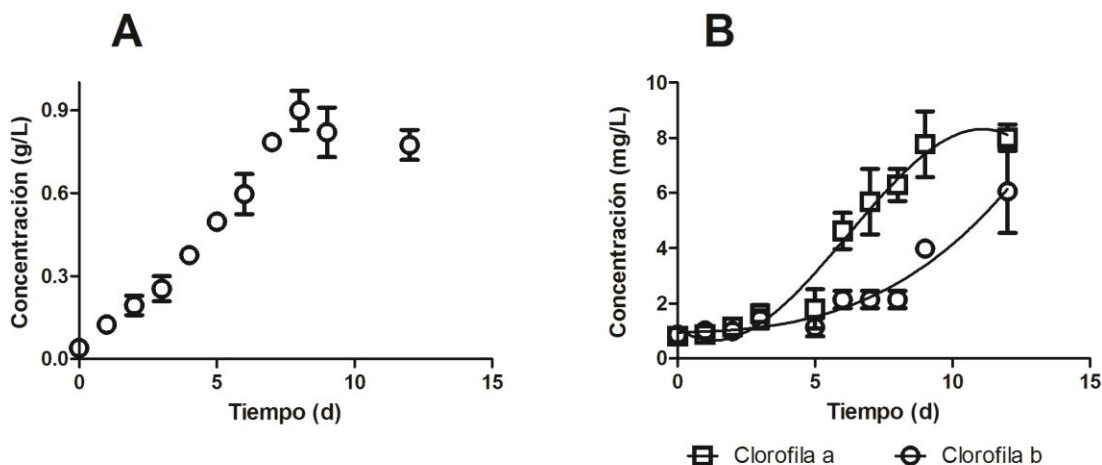 A
Concentración (g/L)
0.9
0.6
0.3
0.0
0
5
10
15
Tiempo (d)
B
Concentración (mg/L)
10
8
6
4
2
0
0
5
10
15
Tiempo (d)
Clorofila a
Clorofila b